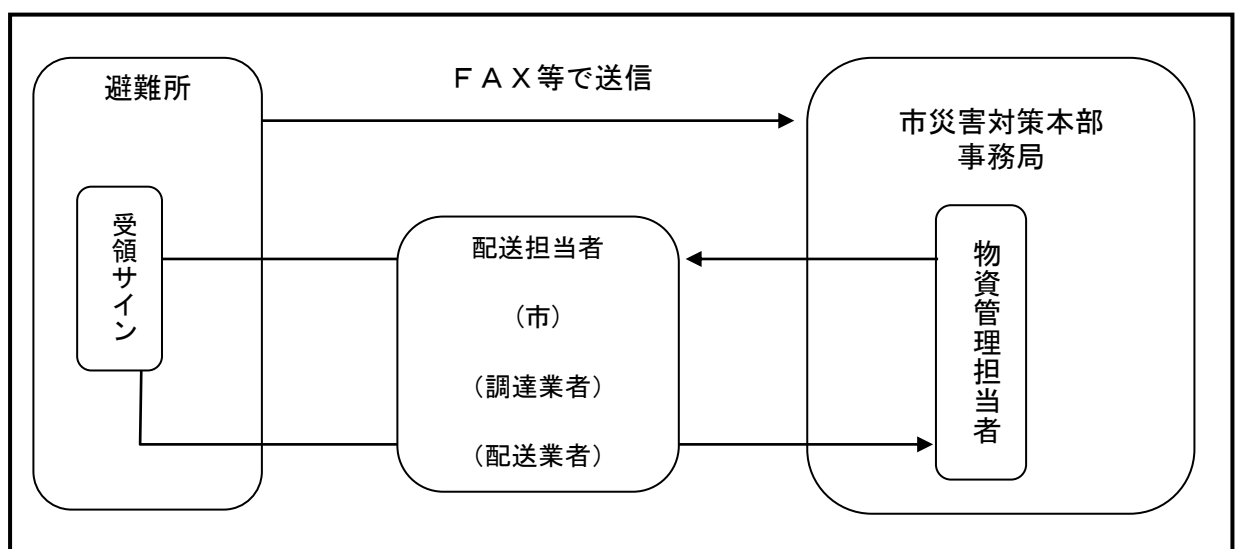 避難所
ＦＡＸ等で送信
市災害対策本部
事務局
受領サイン
配送担当者
（市）
（調達業者）
（配送業者）
物資管理担当者